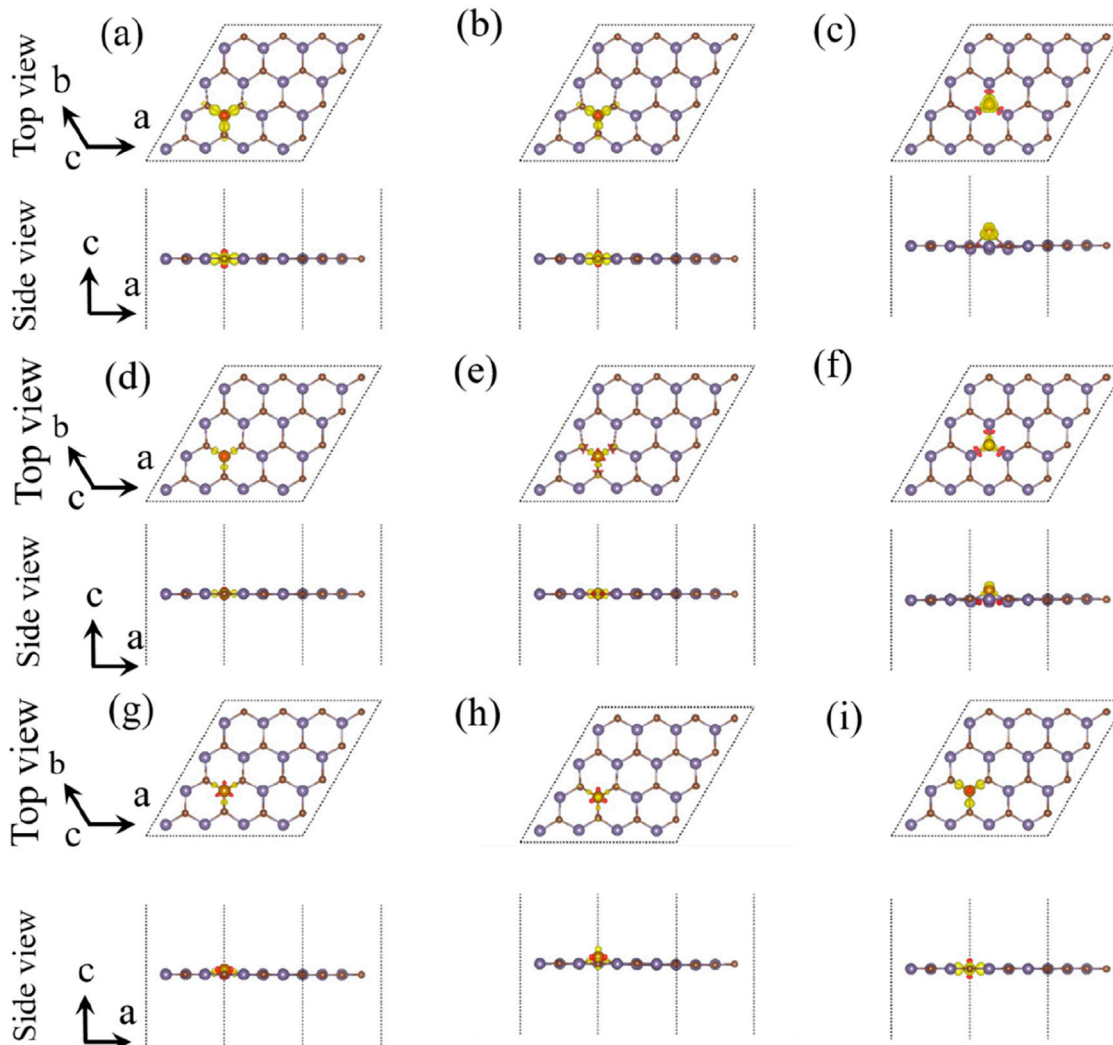 (a) (b) (c)
Top view
b
a
c
Side view
c
a
(d) (e) (f)
Top view
b
a
c
Side view
c
a
(g) (h) (i)
Top view
b
a
c
Side view
c
a